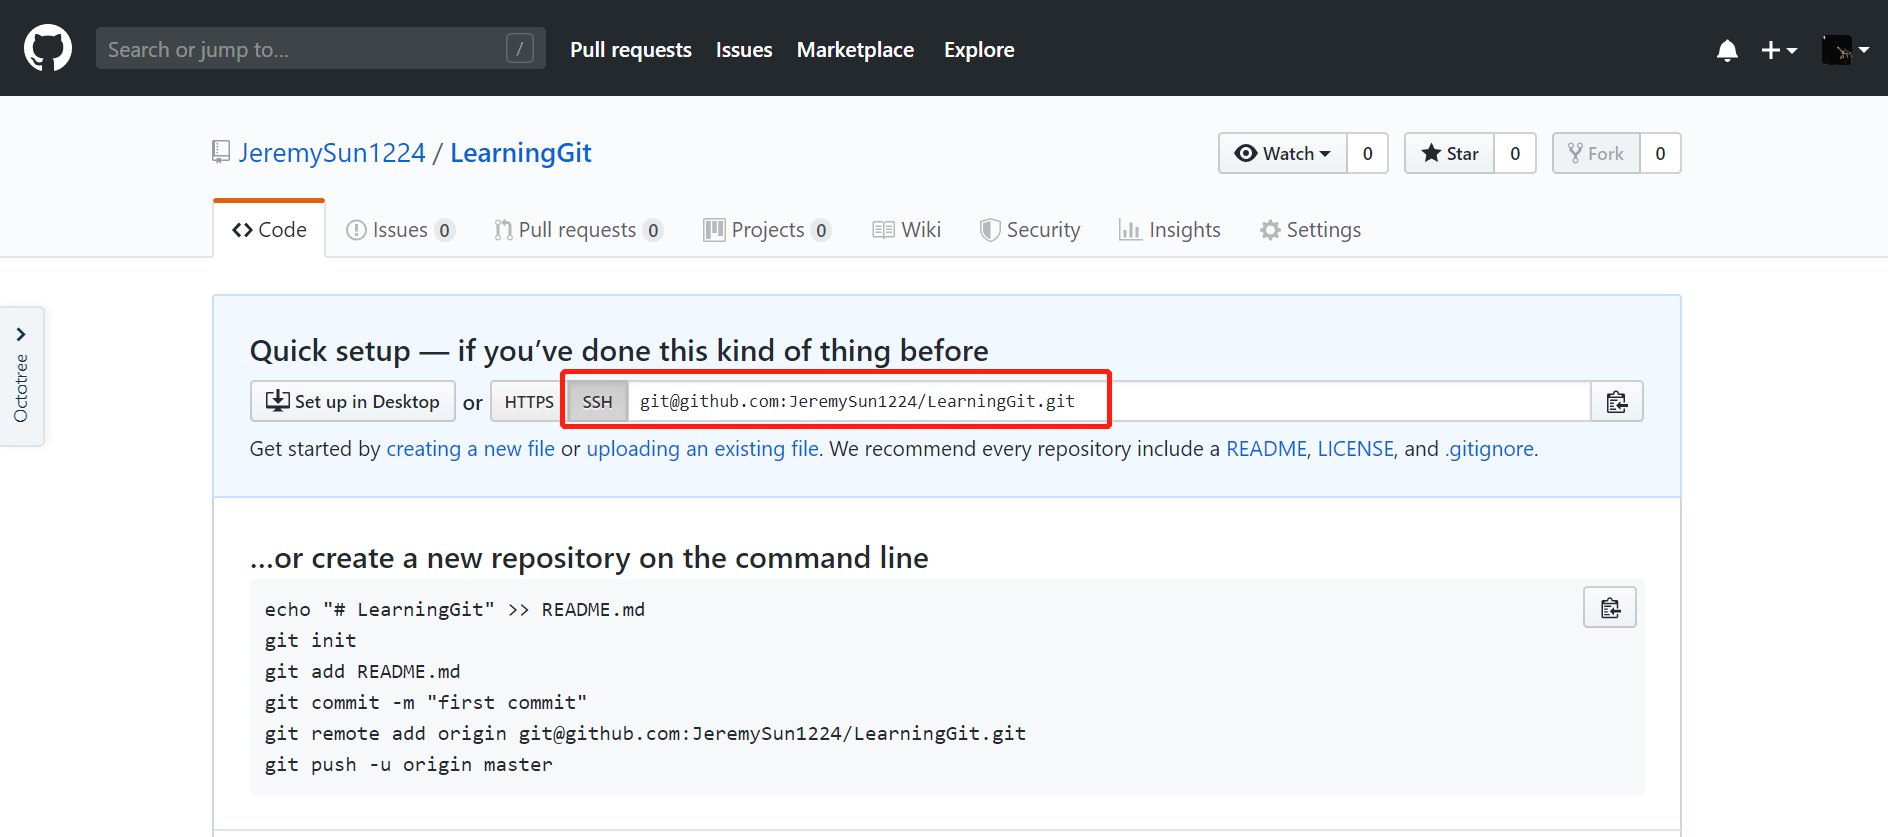 Search or jump to... / Pull requests Issues Marketplace Explore
JeremySun1224 / LearningGit Watch 0 Star 0 Fork 0
Code Issues 0 Pull requests 0 Projects 0 Wiki Security Insights Settings
Octotree
Quick setup — if you’ve done this kind of thing before
Set up in Desktop or HTTPS SSH git@github.com:JeremySun1224/LearningGit.git
Get started by creating a new file or uploading an existing file. We recommend every repository include a README, LICENSE, and .gitignore.
…or create a new repository on the command line
echo "# LearningGit" >> README.md
git init
git add README.md
git commit -m "first commit"
git remote add origin git@github.com:JeremySun1224/LearningGit.git
git push -u origin master